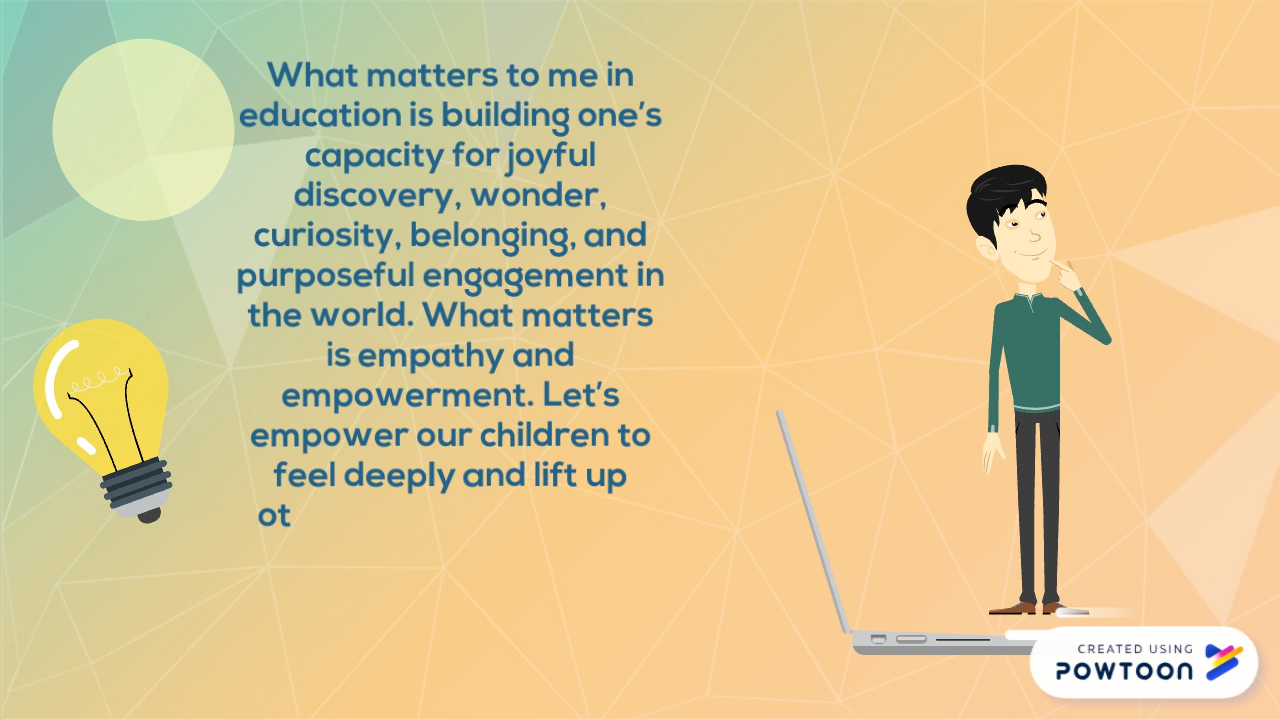 What matters to me in
education is building one's
capacity for joyful
discovery, wonder,
curiosity, belonging, and
purposeful engagement in
the world. What matters
is empathy and
empowerment. Let's
empower our children to
feel deeply and lift up
ot
CREATED USING
POWTOON